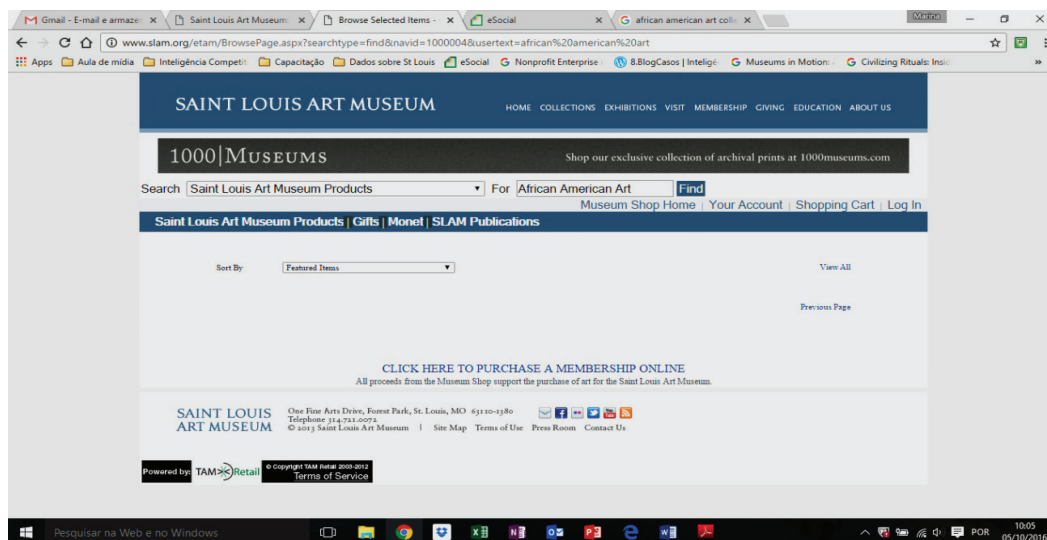 Gmail - E-mail e armaze
Saint Louis Art Museum
Browse Selected Items -
eSocial
african american art coll
Marina
www.slam.org/etam/BrowsePage.aspx?searchtype=find&navid=1000004&usertext=african%20american%20art
Apps Aula de mídia Inteligência Competiti Capacitação Dados sobre St Louis eSocial Nonprofit Enterprise 8.BlogCasos | Inteligê Museums in Motion: Civilizing Rituals: Insid
SAINT LOUIS ART MUSEUM
HOME COLLECTIONS EXHIBITIONS VISIT MEMBERSHIP GIVING EDUCATION ABOUT US
1000|MUSEUMS
Shop our exclusive collection of archival prints at 1000museums.com
Search Saint Louis Art Museum Products For African American Art Find
Museum Shop Home | Your Account | Shopping Cart | Log In
Saint Louis Art Museum Products | Gifts | Monet | SLAM Publications
Sort By Featured Items View All
Previous Page
CLICK HERE TO PURCHASE A MEMBERSHIP ONLINE
All proceeds from the Museum Shop support the purchase of art for the Saint Louis Art Museum.
SAINT LOUIS
ART MUSEUM
One Fine Arts Drive, Forest Park, St. Louis, MO 63110-1380
Telephone 314.721.0072
© 2013 Saint Louis Art Museum | Site Map Terms of Use Press Room Contact Us
Powered by: TAM Retail
© Copyright TAM Retail 2003-2012
Terms of Service
Pesquisar na Web e no Windows
POR
10:05
05/10/2016